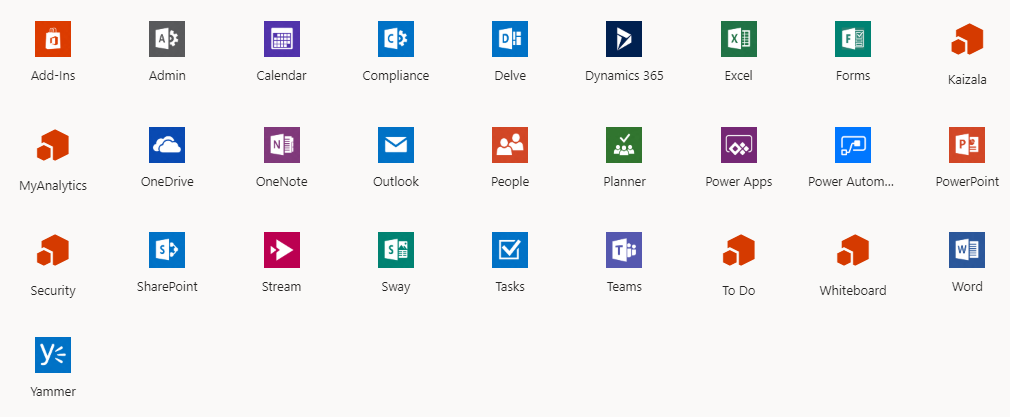 Add-Ins
Admin
Calendar
Compliance
Delve
Dynamics 365
Excel
Forms
Kaizala
MyAnalytics
OneDrive
OneNote
Outlook
People
Planner
Power Apps
Power Autom...
PowerPoint
Security
SharePoint
Stream
Sway
Tasks
Teams
To Do
Whiteboard
Word
Yammer